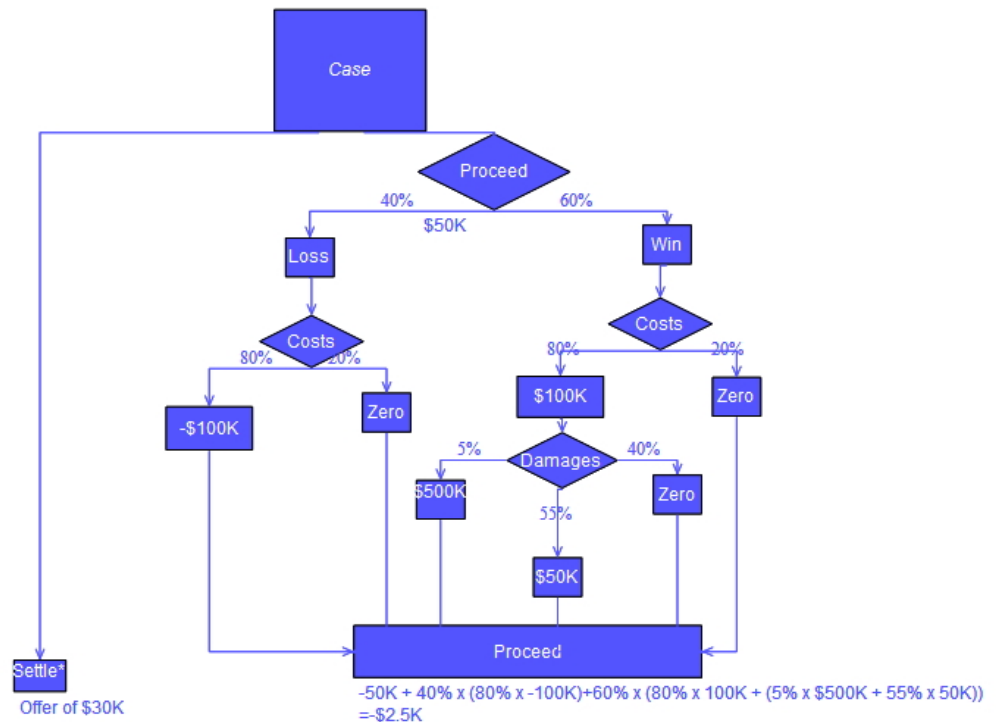 Case
Proceed
40% 60%
$50K
Loss
Win
Costs
Costs
80% 20%
80% 20%
-$100K
Zero
$100K
Zero
5% Damages 40%
$500K
Zero
55%
$50K
Proceed
Settle*
Offer of $30K
-50K + 40% x (80% x -100K)+60% x (80% x 100K + (5% x $500K + 55% x 50K))
=-$2.5K